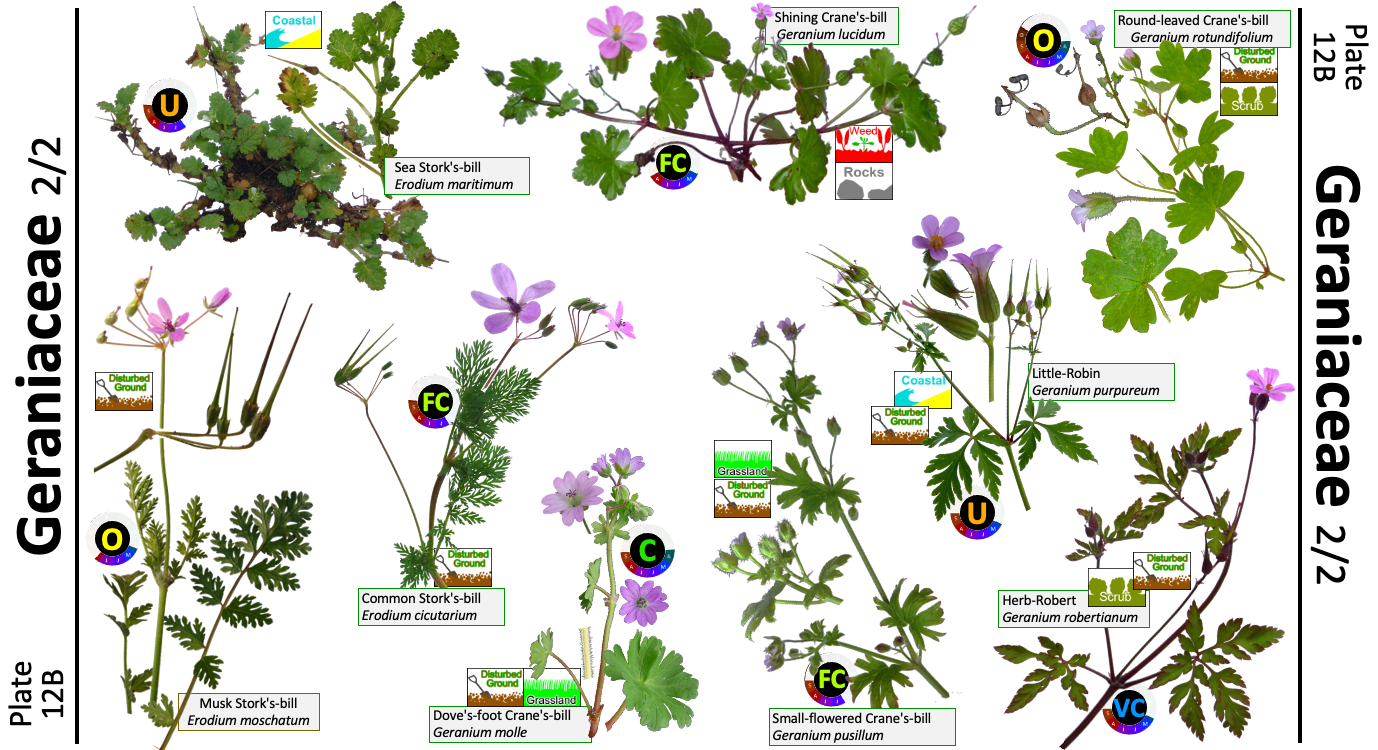 Geraniaceae 2/2
Plate
12B
Coastal
U
Sea Stork's-bill
Erodium maritimum
Shining Crane's-bill
Geranium lucidum
FC
Weed
Rocks
Round-leaved Crane's-bill
Geranium rotundifolium
O
Disturbed
Ground
Scrub
Plate
12B
Geraniaceae 2/2
Disturbed
Ground
O
Musk Stork's-bill
Erodium moschatum
FC
Disturbed
Ground
Common Stork's-bill
Erodium cicutarium
C
Disturbed
Ground
Grassland
Dove's-foot Crane's-bill
Geranium molle
Grassland
Disturbed
Ground
FC
Small-flowered Crane's-bill
Geranium pusillum
Little-Robin
Geranium purpureum
Coastal
Disturbed
Ground
U
Disturbed
Ground
Scrub
Herb-Robert
Geranium robertianum
VC